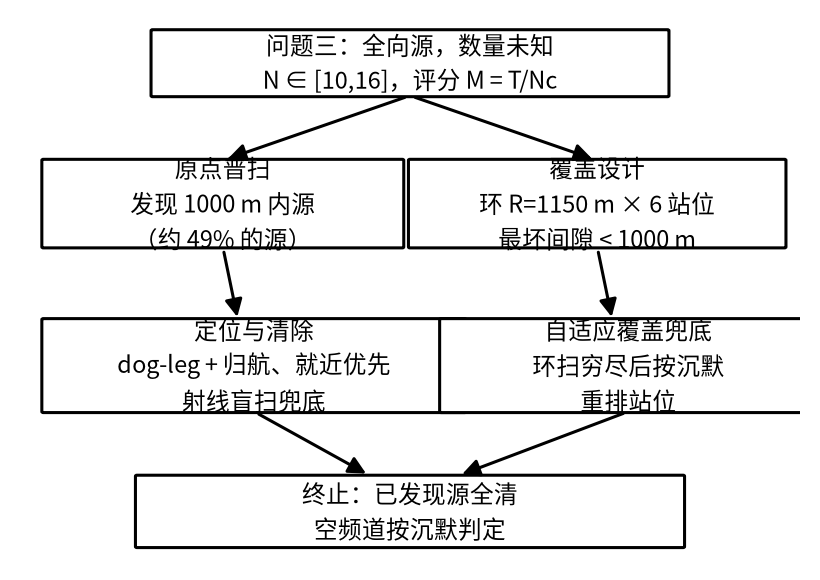 问题三：全向源，数量未知
N ∈ [10,16]，评分 M = T/Nc
原点普扫
发现 1000 m 内源
（约 49% 的源）
覆盖设计
环 R=1150 m × 6 站位
最坏间隙 < 1000 m
定位与清除
dog-leg + 归航、就近优先
射线盲扫兜底
自适应覆盖兜底
环扫穷尽后按沉默
重排站位
终止：已发现源全清
空频道按沉默判定